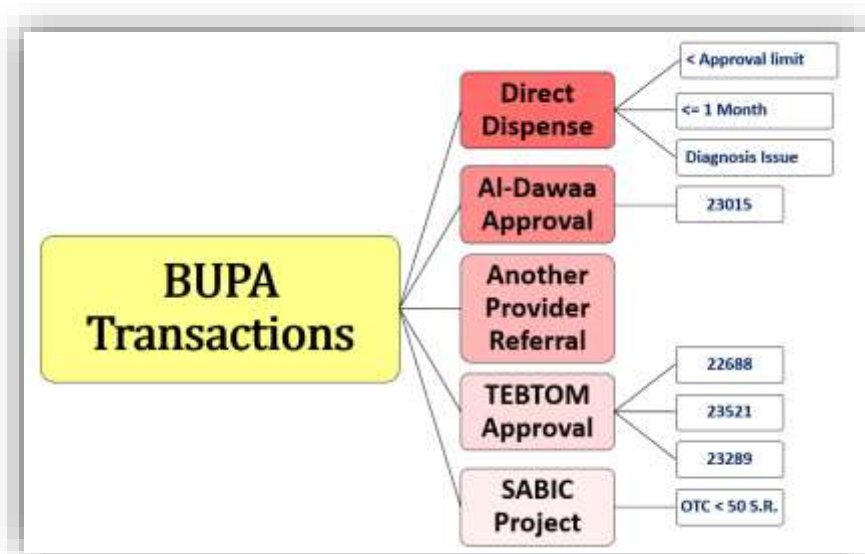 BUPA
Transactions
Direct
Dispense
< Approval limit
<= 1 Month
Diagnosis Issue
Al-Dawaa
Approval
23015
Another
Provider
Referral
TEBTOM
Approval
22688
23521
23289
SABIC
Project
OTC < 50 S.R.